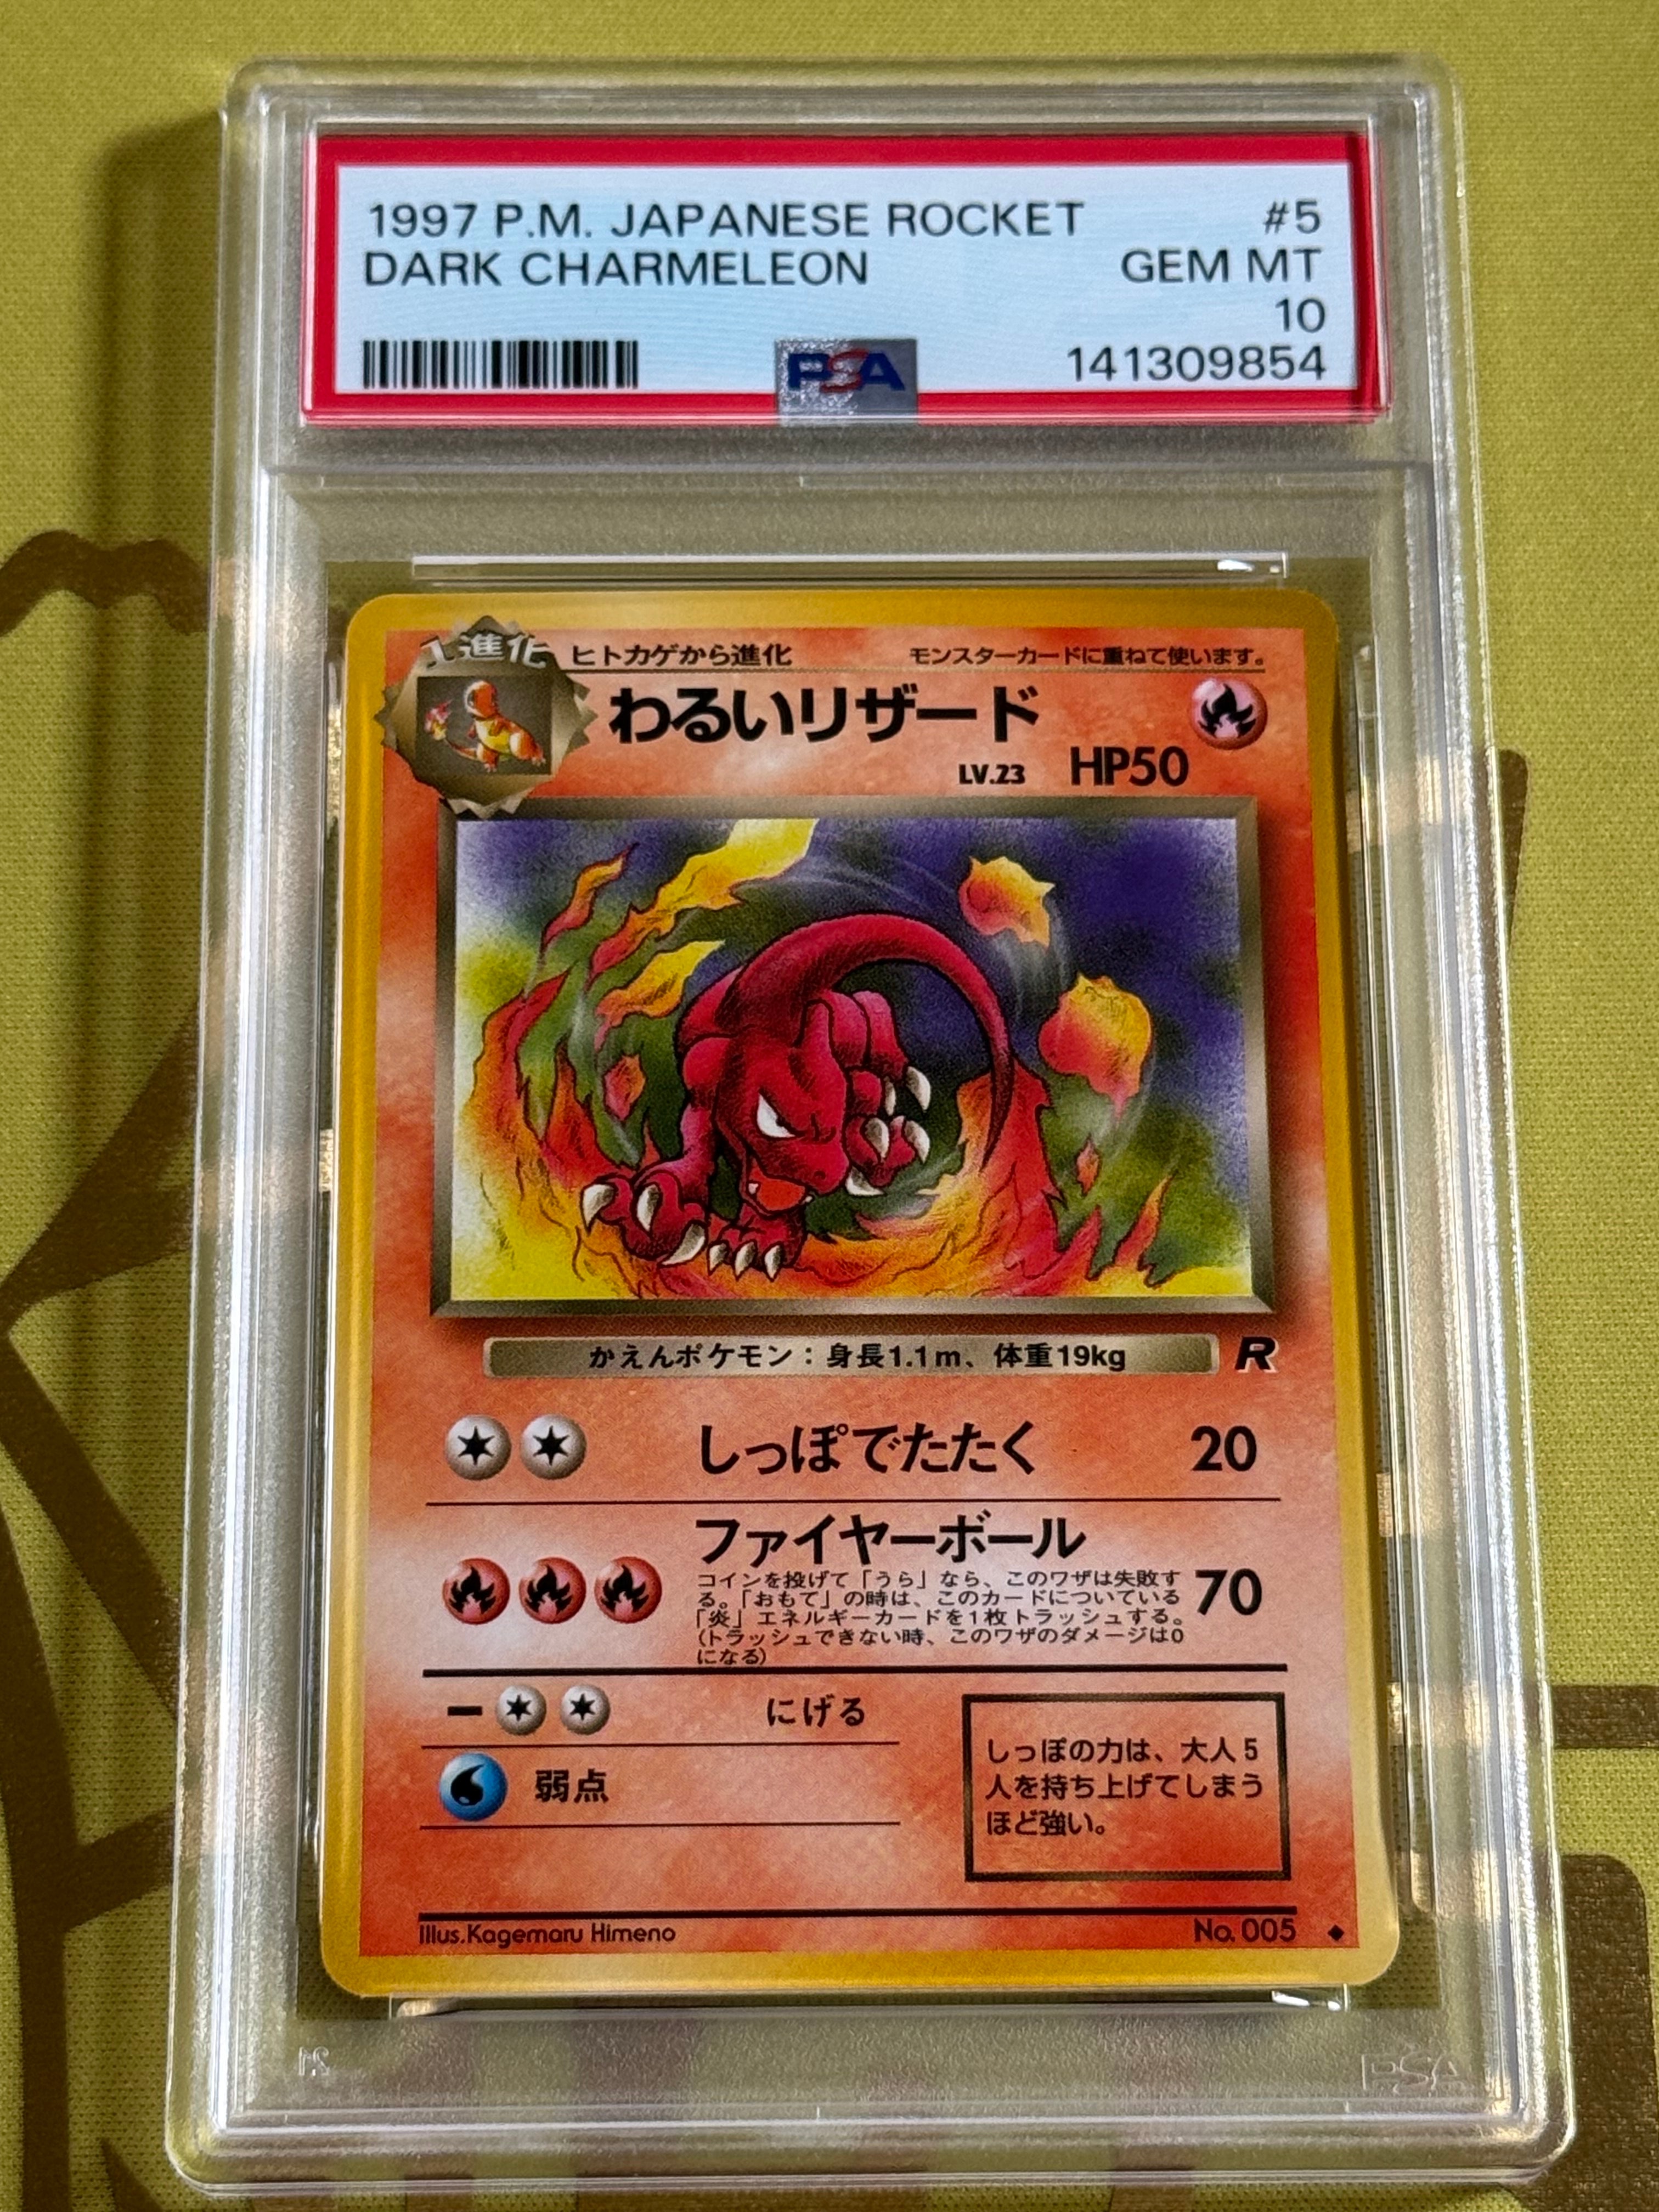 1997 P.M. JAPANESE ROCKET #5
DARK CHARMELEON GEM MT
10
PSA 141309854
1進化 ヒトカゲから進化 モンスターカードに重ねて使います。
わるいリザード
LV.23 HP50
かえんポケモン：身長1.1m、体重19kg R
しっぽでたたく 20
ファイヤーボール
コインを投げて「うら」なら、このワザは失敗す
る。「おもて」の時は、このカードについている
「炎」エネルギーカードを1枚トラッシュする。
(トラッシュできない時、このワザのダメージは0
になる)
70
ー にげる
弱点
しっぽの力は、大人5
人を持ち上げてしまう
ほど強い。
Illus.Kagemaru Himeno No. 005 ◆
PSA